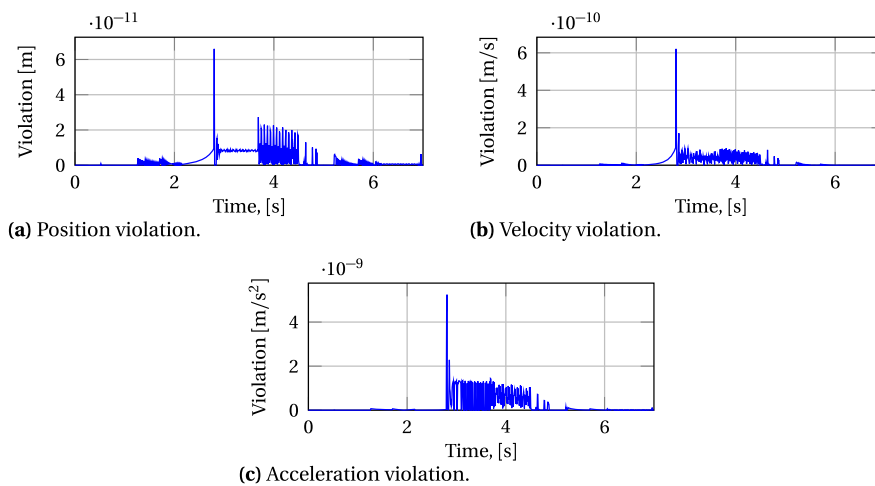 ·10−11
Violation [m]
6
4
2
0
0 2 4 6
Time, [s]
(a) Position violation.
·10−10
Violation [m/s]
6
4
2
0
0 2 4 6
Time, [s]
(b) Velocity violation.
·10−9
Violation [m/s2]
4
2
0
0 2 4 6
Time, [s]
(c) Acceleration violation.